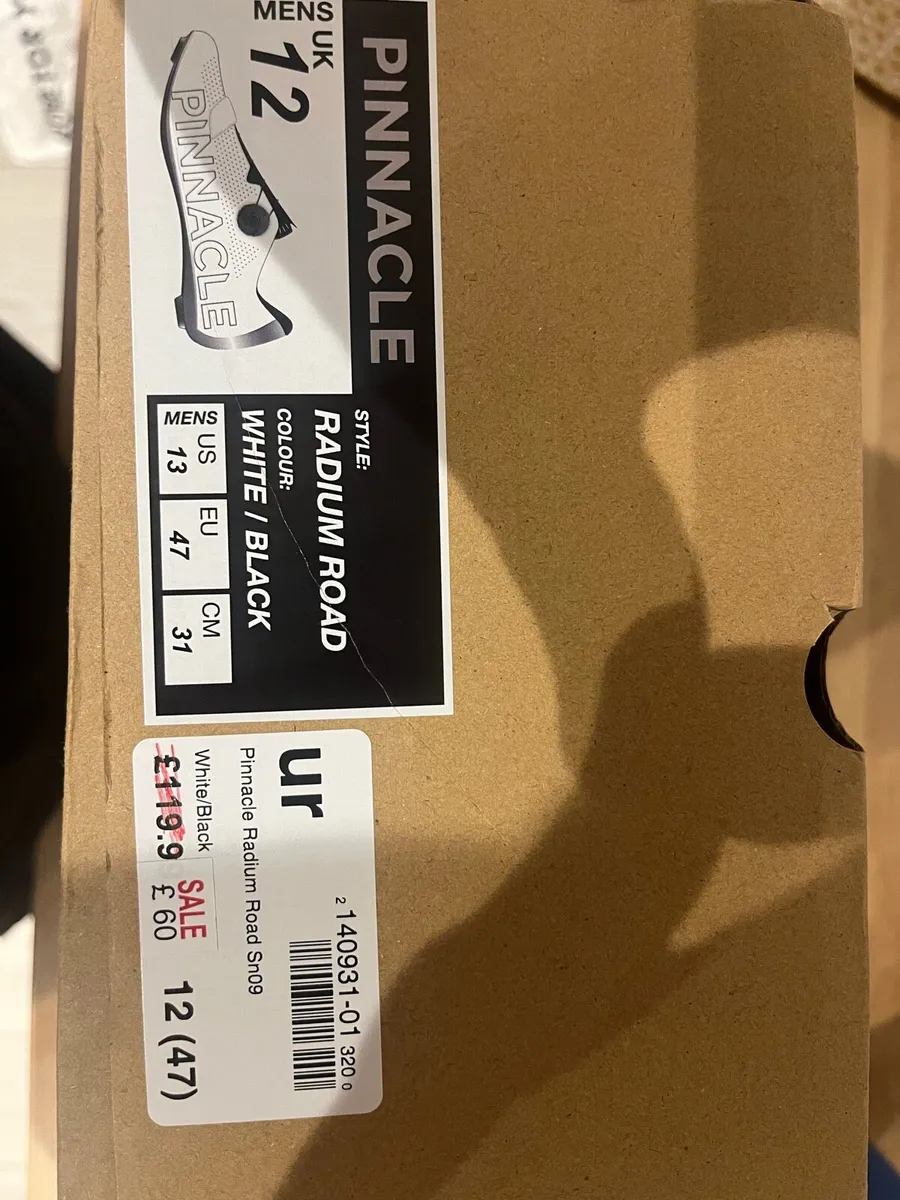 PINNACLE
MENS UK
12
PINNACLE
STYLE:
RADIUM ROAD
COLOUR:
WHITE / BLACK
MENS US
13
EU
47
CM
31
ur
2 140931-01 320 0
Pinnacle Radium Road Sn09
White/Black
£119.9
SALE
£ 60
12 (47)